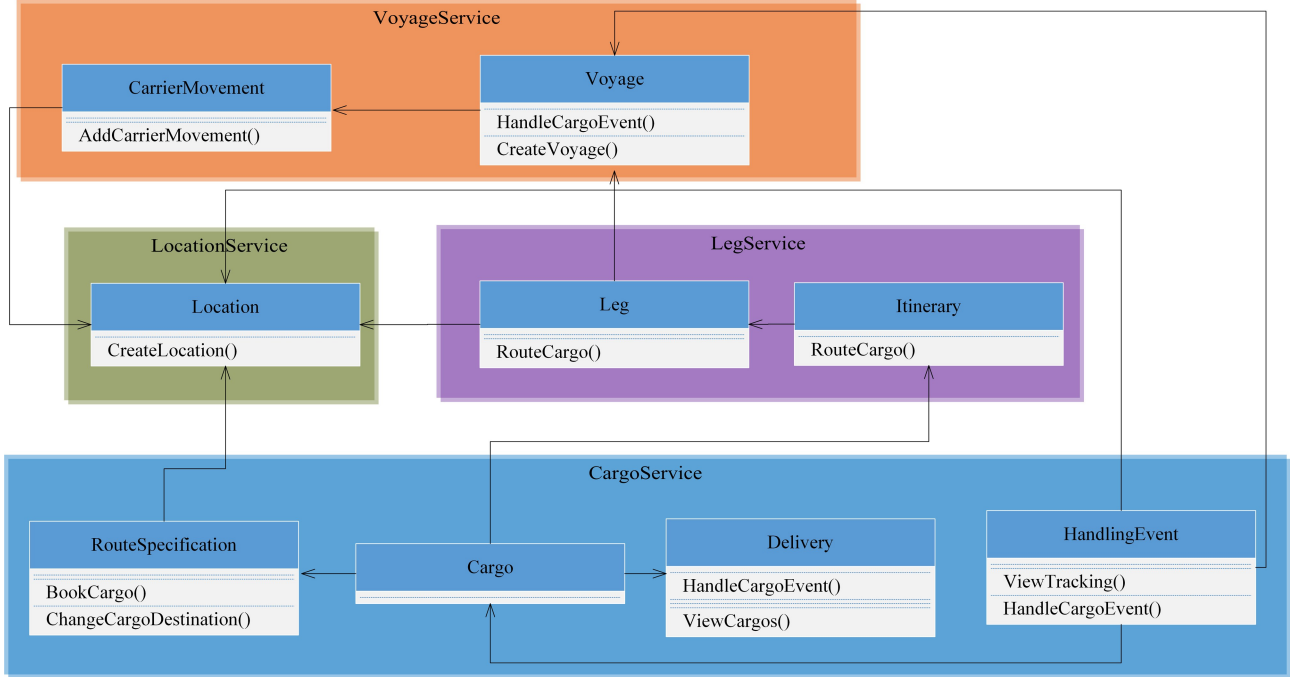 VoyageService
CarrierMovement
AddCarrierMovement()
Voyage
HandleCargoEvent()
CreateVoyage()
LocationService
Location
CreateLocation()
LegService
Leg
RouteCargo()
Itinerary
RouteCargo()
CargoService
RouteSpecification
BookCargo()
ChangeCargoDestination()
Cargo
Delivery
HandleCargoEvent()
ViewCargos()
HandlingEvent
ViewTracking()
HandleCargoEvent()